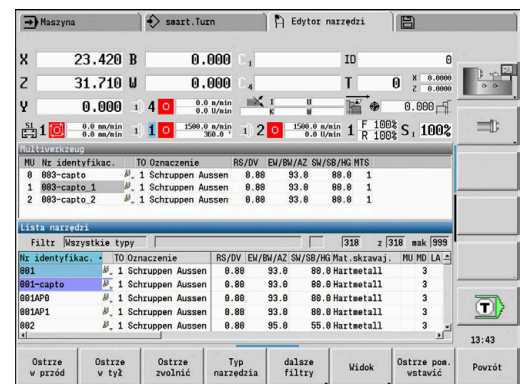 Maszyna smart.Turn Edytor narzędzi
X 23.420 B 0.000 C 1 ID 0
Z 31.710 W 0.000 C 4 T 0 X 0.0000 Z 0.0000
Y 0.000 1) 4 0.0 m/min 0.0 U/min I U K W 0.000
S1 1 0.0 mm/min 0.0 m/min 1) 1 1500.0 m/min 360.0 ° 1) 2 1500.0 m/min 0.0 U/min 1) F 100% R 100% S1 100%
Multiwerkzeug
MU Nr identyfikac. TO Oznaczenie RS/DV EW/BW/AZ SW/SB/HG MTS
0 003-capto 1 Schruppen Aussen 0.80 93.0 80.0 1
1 003-capto_1 1 Schruppen Aussen 0.80 93.0 80.0 1
2 003-capto_2 1 Schruppen Aussen 0.80 93.0 80.0 1
Lista narzędzi
Filtr Wszystkie typy 318 z 318 mak 999
Nr identyfikac. TO Oznaczenie RS/DV EW/BW/AZ SW/SB/HG Mat.skrawaj. MU MD LA
001 1 Schruppen Aussen 0.80 93.0 80.0 Hartmetall 3
001-capto 1 Schruppen Aussen 0.80 93.0 80.0 Hartmetall 3
001AP0 1 Schruppen Aussen 0.80 93.0 80.0 Hartmetall 3
001AP1 1 Schruppen Aussen 0.80 93.0 80.0 Hartmetall 3
002 1 Schruppen Aussen 0.80 95.0 55.0 Hartmetall 3
T
13:43
Ostrze w przód Ostrze w tył Ostrze zwolnić Typ narzędzia dalsze filtry Widok Ostrze pom. wstawić Powrót